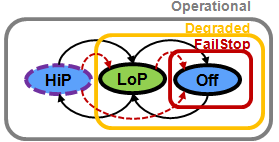 Operational
Degraded
FailStop
HiP
LoP
Off